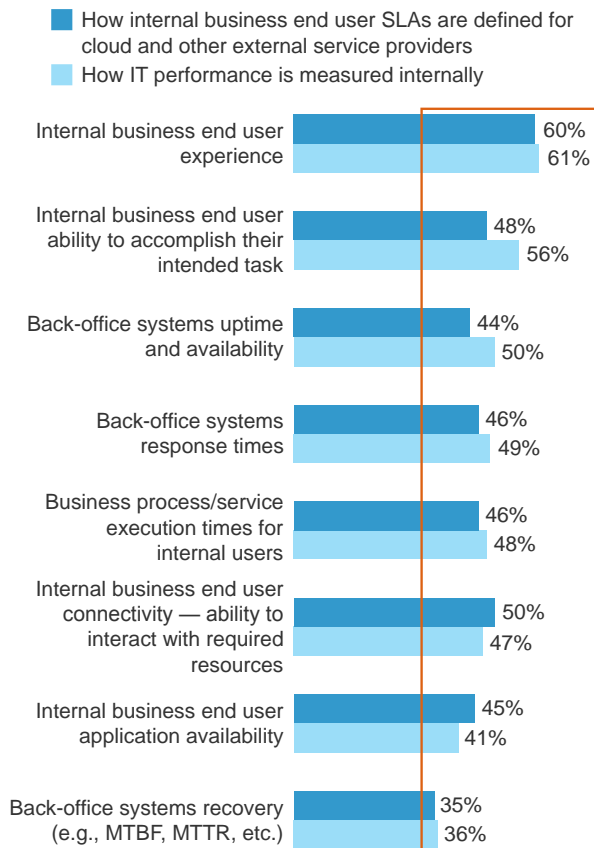 How internal business end user SLAs are defined for
cloud and other external service providers
How IT performance is measured internally
Internal business end user
experience
60%
61%
Internal business end user
ability to accomplish their
intended task
48%
56%
Back-office systems uptime
and availability
44%
50%
Back-office systems
response times
46%
49%
Business process/service
execution times for
internal users
46%
48%
Internal business end user
connectivity — ability to
interact with required
resources
50%
47%
Internal business end user
application availability
45%
41%
Back-office systems recovery
(e.g., MTBF, MTTR, etc.)
35%
36%